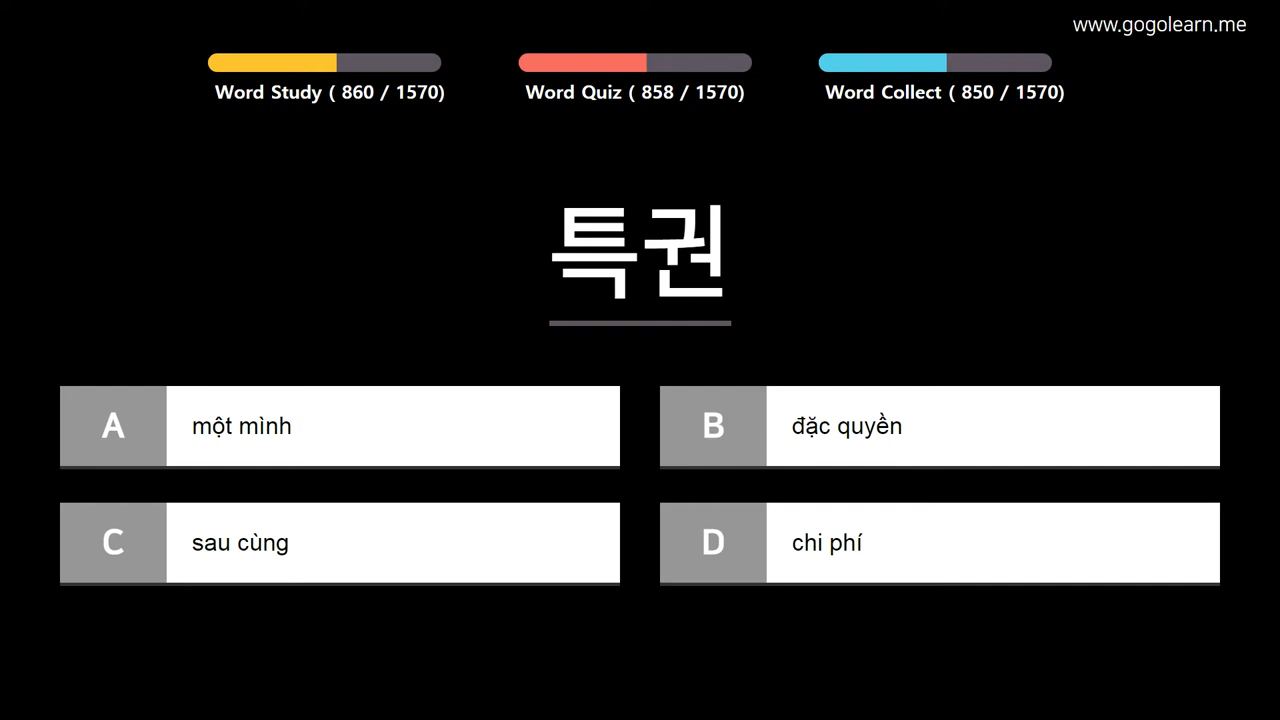 www.gogolearn.me
Word Study ( 860 / 1570)
Word Quiz ( 858 / 1570)
Word Collect ( 850 / 1570)
특권
A một mình
B đặc quyền
C sau cùng
D chi phí